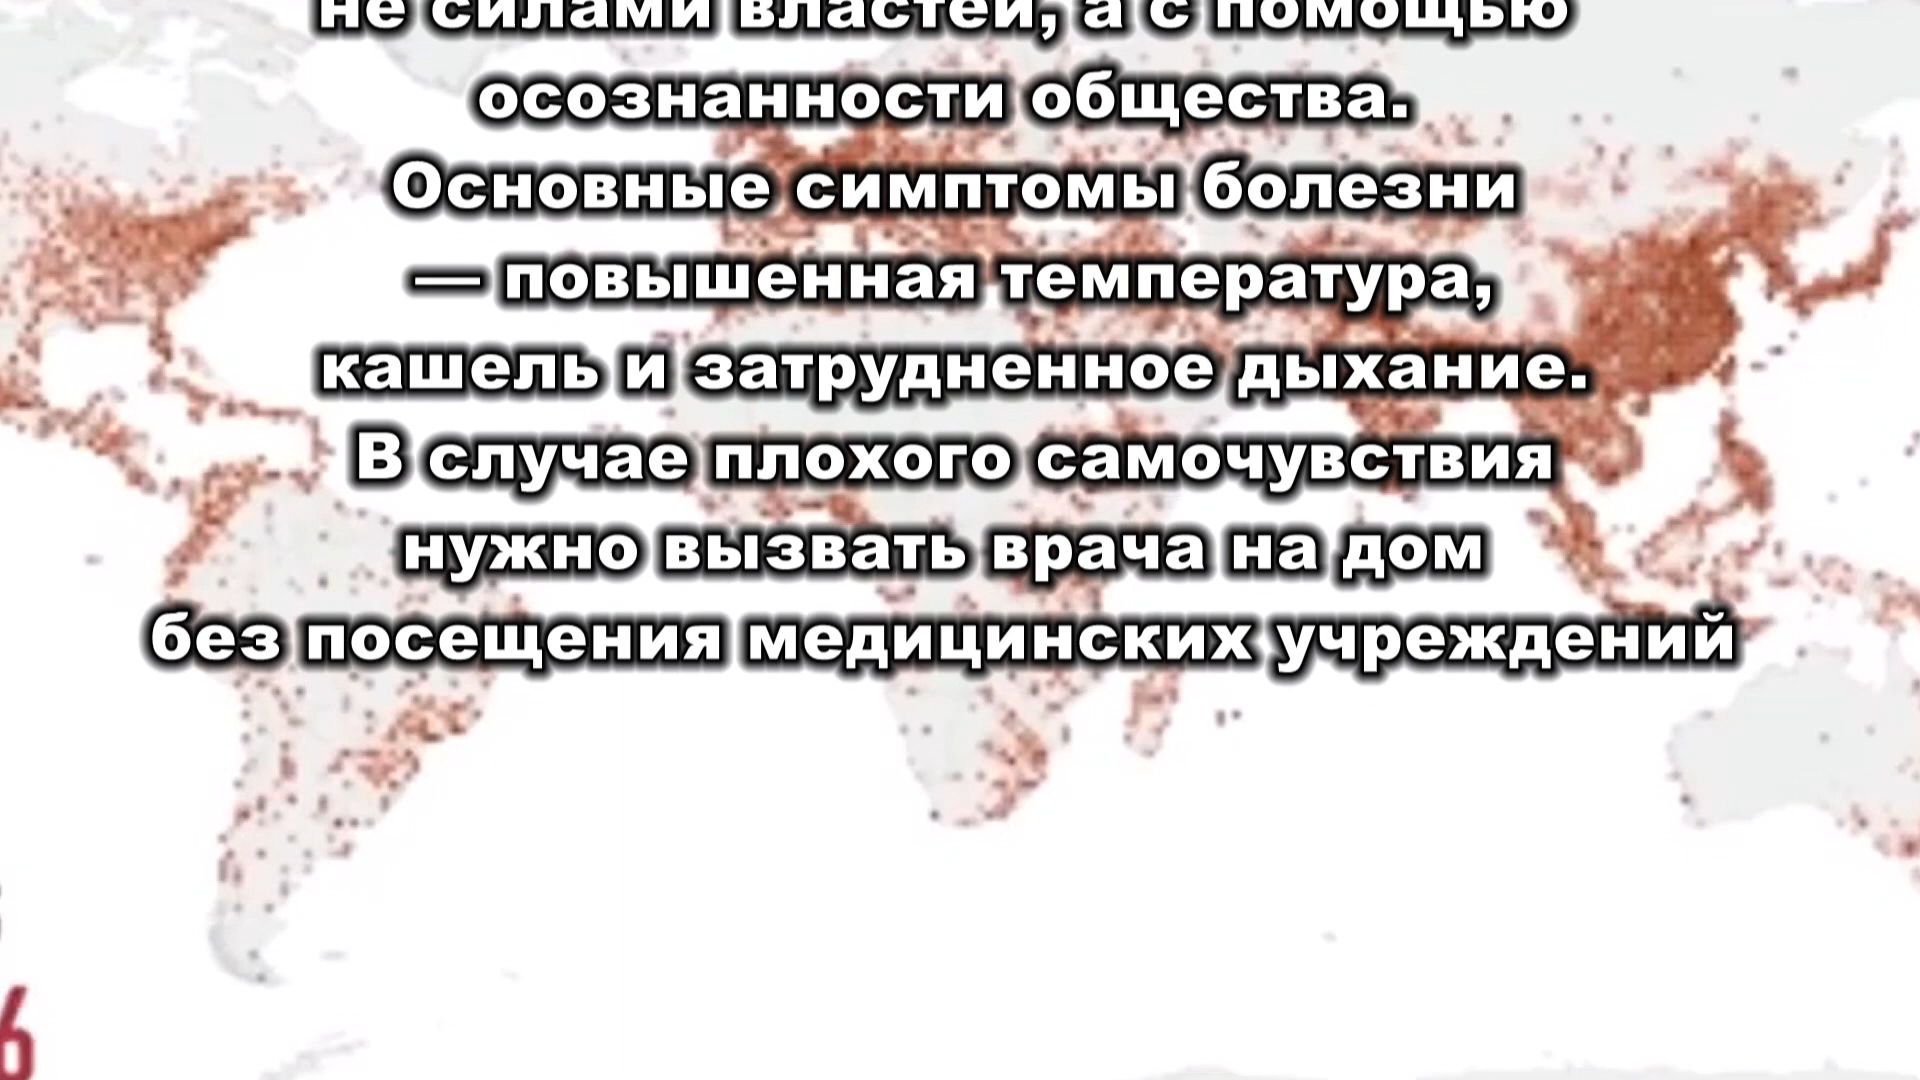 не силами властей, а с помощью
осознанности общества.
Основные симптомы болезни
— повышенная температура,
кашель и затрудненное дыхание.
В случае плохого самочувствия
нужно вызвать врача на дом
без посещения медицинских учреждений
6